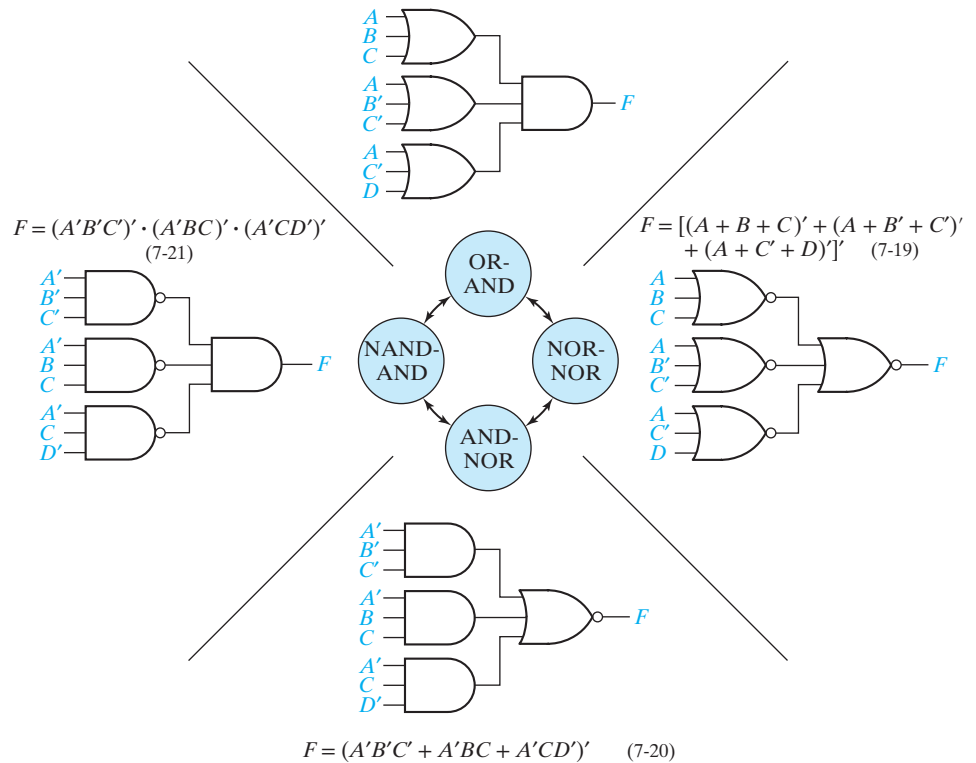 A
B
C
A
B′
C′
A
C′
D
F
F = (A′B′C′)′ · (A′BC)′ · (A′CD′)′
(7-21)
A′
B′
C′
A′
B
C
A′
C
D′
F
OR-
AND
NAND-
AND
NOR-
NOR
AND-
NOR
F = [(A + B + C)′ + (A + B′ + C′)′
+ (A + C′ + D)′]′ (7-19)
A
B
C
A
B′
C′
A
C′
D
F
A′
B′
C′
A′
B
C
A′
C
D′
F
F = (A′B′C′ + A′BC + A′CD′)′ (7-20)